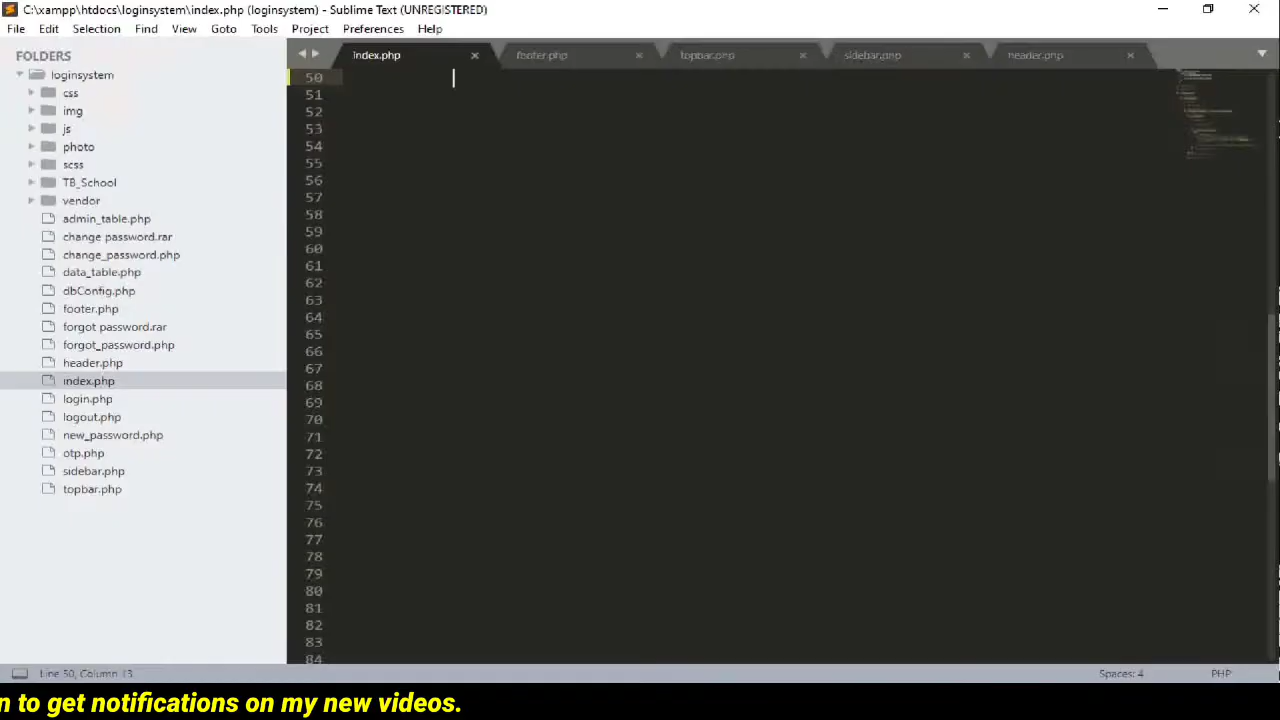 C:\xampp\htdocs\loginsystem\index.php (loginsystem) - Sublime Text (UNREGISTERED)
File Edit Selection Find View Goto Tools Project Preferences Help
FOLDERS
loginsystem
css
img
js
photo
scss
TB_School
vendor
admin_table.php
change password.rar
change_password.php
data_table.php
dbConfig.php
footer.php
forgot password.rar
forgot_password.php
header.php
index.php
login.php
logout.php
new_password.php
otp.php
sidebar.php
topbar.php
index.php footer.php topbar.php sidebar.php header.php
50
51
52
53
54
55
56
57
58
59
60
61
62
63
64
65
66
67
68
69
70
71
72
73
74
75
76
77
78
79
80
81
82
83
84
Line 50, Column 13 Spaces: 4 PHP
n to get notifications on my new videos.